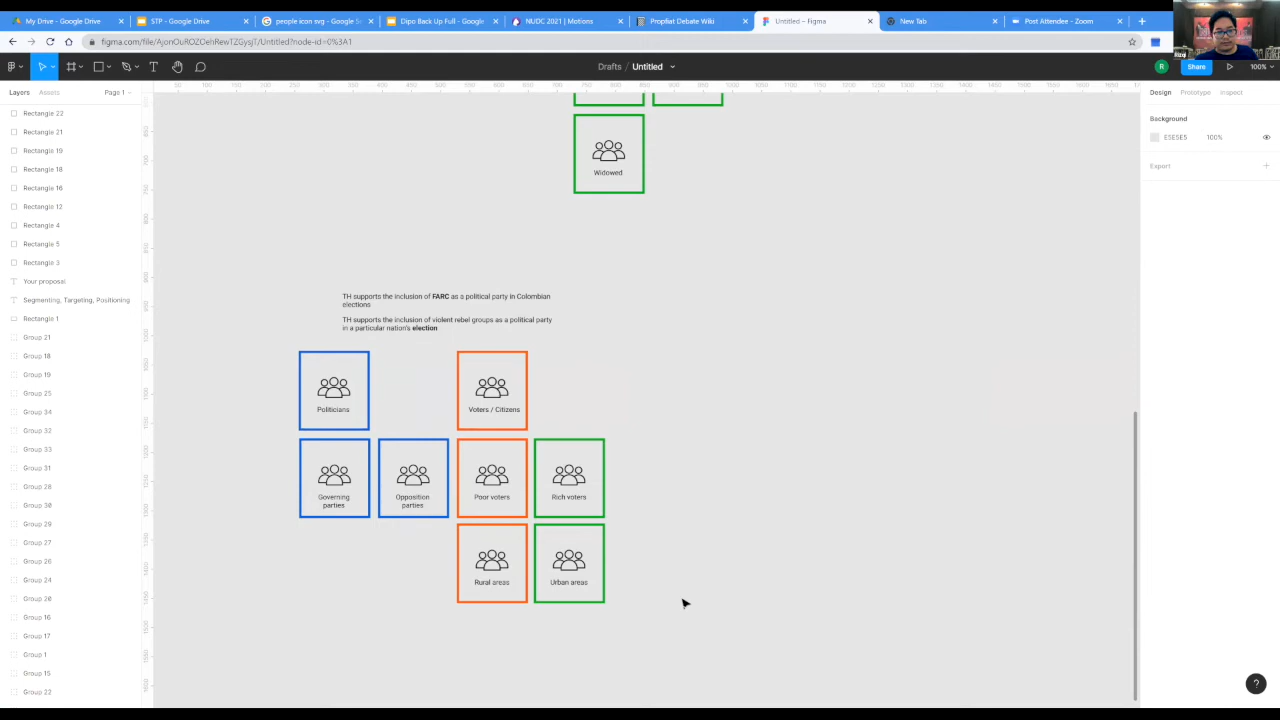 My Drive - Google Drive
STP - Google Drive
people icon svg - Google Se
Dipo Back Up Full - Google
NUDC 2021 | Motions
Propfiat Debate Wiki
Untitled – Figma
New Tab
Post Attendee - Zoom
figma.com/file/AjonOuROZOehRewTZGysjT/Untitled?node-id=0%3A1
Drafts / Untitled
R
Share
100%
Layers
Assets
Page 1
Design
Prototype
Inspect
Background
E5E5E5
100%
Export
Rectangle 22
Rectangle 21
Rectangle 19
Rectangle 18
Rectangle 16
Rectangle 12
Rectangle 4
Rectangle 5
Rectangle 3
Your proposal
Segmenting, Targeting, Positioning
Rectangle 1
Group 21
Group 18
Group 19
Group 25
Group 34
Group 32
Group 33
Group 31
Group 28
Group 30
Group 29
Group 27
Group 26
Group 24
Group 20
Group 16
Group 17
Group 1
Group 15
Group 22
Widowed
TH supports the inclusion of FARC as a political party in Colombian
elections
TH supports the inclusion of violent rebel groups as a political party
in a particular nation's election
Politicians
Voters / Citizens
Governing
parties
Opposition
parties
Poor voters
Rich voters
Rural areas
Urban areas
?